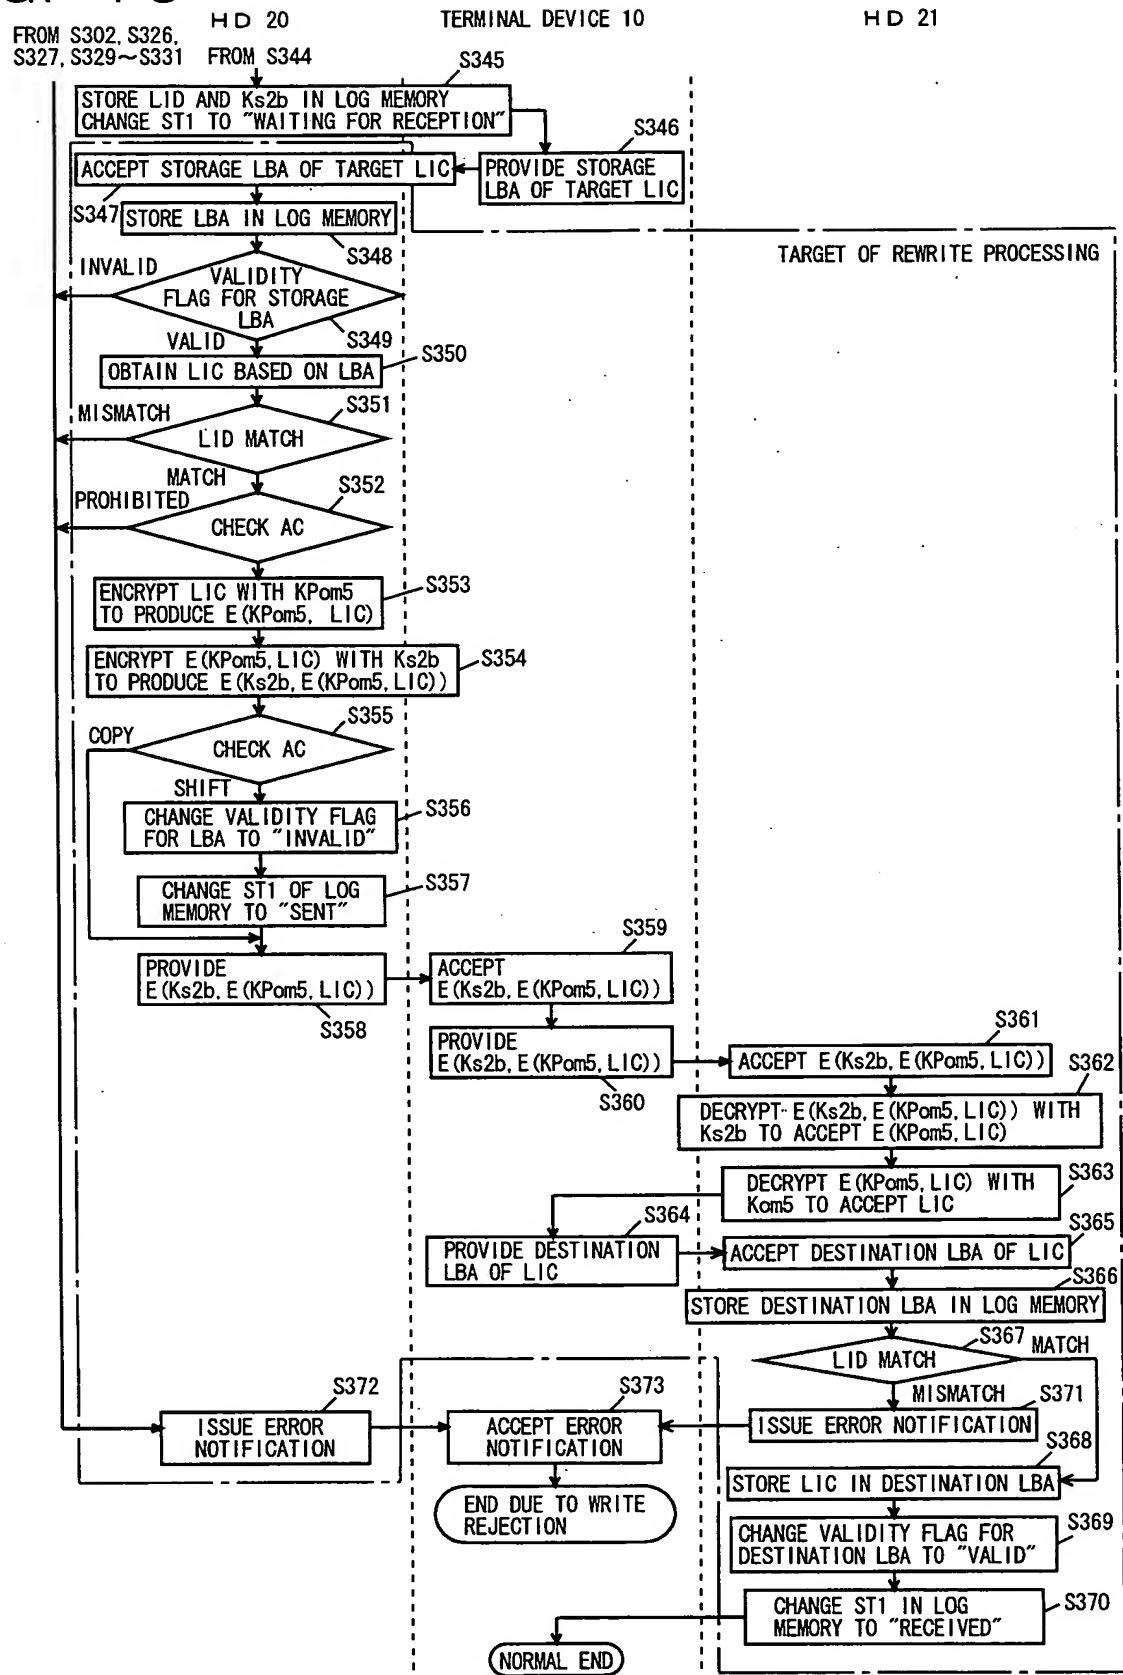 HD 20
TERMINAL DEVICE 10
HD 21
FROM S302, S326,
S327, S329~S331
FROM S344
S345
STORE LID AND Ks2b IN LOG MEMORY
CHANGE ST1 TO "WAITING FOR RECEPTION"
S346
PROVIDE STORAGE
LBA OF TARGET LIC
ACCEPT STORAGE LBA OF TARGET LIC
S347
STORE LBA IN LOG MEMORY
S348
TARGET OF REWRITE PROCESSING
INVALID
VALIDITY
FLAG FOR STORAGE
LBA
S349
VALID
S350
OBTAIN LIC BASED ON LBA
S351
MISMATCH
LID MATCH
MATCH
S352
PROHIBITED
CHECK AC
S353
ENCRYPT LIC WITH KPom5
TO PRODUCE E(KPom5, LIC)
S354
ENCRYPT E(KPom5, LIC) WITH Ks2b
TO PRODUCE E(Ks2b, E(KPom5, LIC))
S355
COPY
CHECK AC
SHIFT
S356
CHANGE VALIDITY FLAG
FOR LBA TO "INVALID"
S357
CHANGE ST1 OF LOG
MEMORY TO "SENT"
PROVIDE
E(Ks2b, E(KPom5, LIC))
S358
S359
ACCEPT
E(Ks2b, E(KPom5, LIC))
PROVIDE
E(Ks2b, E(KPom5, LIC))
S360
S361
ACCEPT E(Ks2b, E(KPom5, LIC))
S362
DECRYPT E(Ks2b, E(KPom5, LIC)) WITH
Ks2b TO ACCEPT E(KPom5, LIC)
S363
DECRYPT E(KPom5, LIC) WITH
Kom5 TO ACCEPT LIC
S364
PROVIDE DESTINATION
LBA OF LIC
S365
ACCEPT DESTINATION LBA OF LIC
S366
STORE DESTINATION LBA IN LOG MEMORY
S367
LID MATCH
MATCH
MISMATCH
S371
ISSUE ERROR NOTIFICATION
S372
ISSUE ERROR
NOTIFICATION
S373
ACCEPT ERROR
NOTIFICATION
END DUE TO WRITE
REJECTION
S368
STORE LIC IN DESTINATION LBA
S369
CHANGE VALIDITY FLAG FOR
DESTINATION LBA TO "VALID"
S370
CHANGE ST1 IN LOG
MEMORY TO "RECEIVED"
NORMAL END